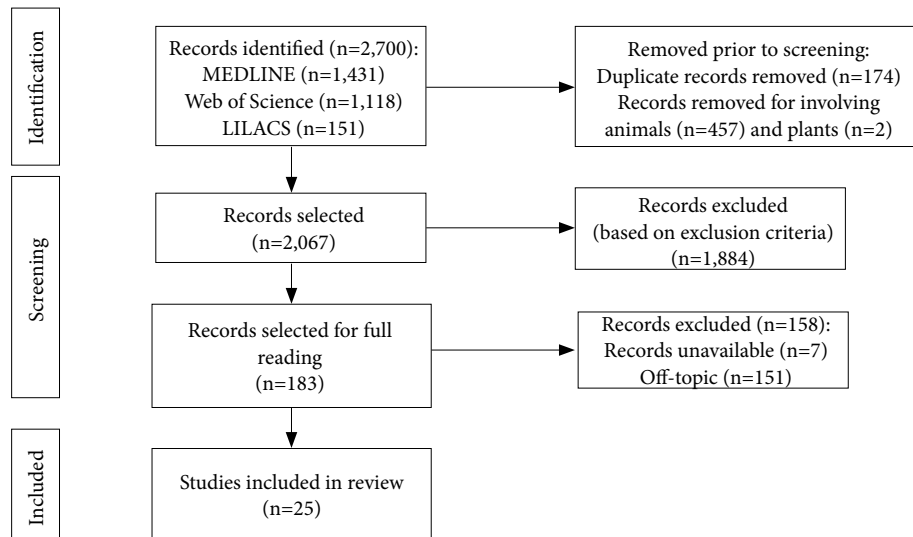 Identification
Records identified (n=2,700):
MEDLINE (n=1,431)
Web of Science (n=1,118)
LILACS (n=151)
Removed prior to screening:
Duplicate records removed (n=174)
Records removed for involving
animals (n=457) and plants (n=2)
Screening
Records selected
(n=2,067)
Records excluded
(based on exclusion criteria)
(n=1,884)
Records selected for full
reading
(n=183)
Records excluded (n=158):
Records unavailable (n=7)
Off-topic (n=151)
Included
Studies included in review
(n=25)